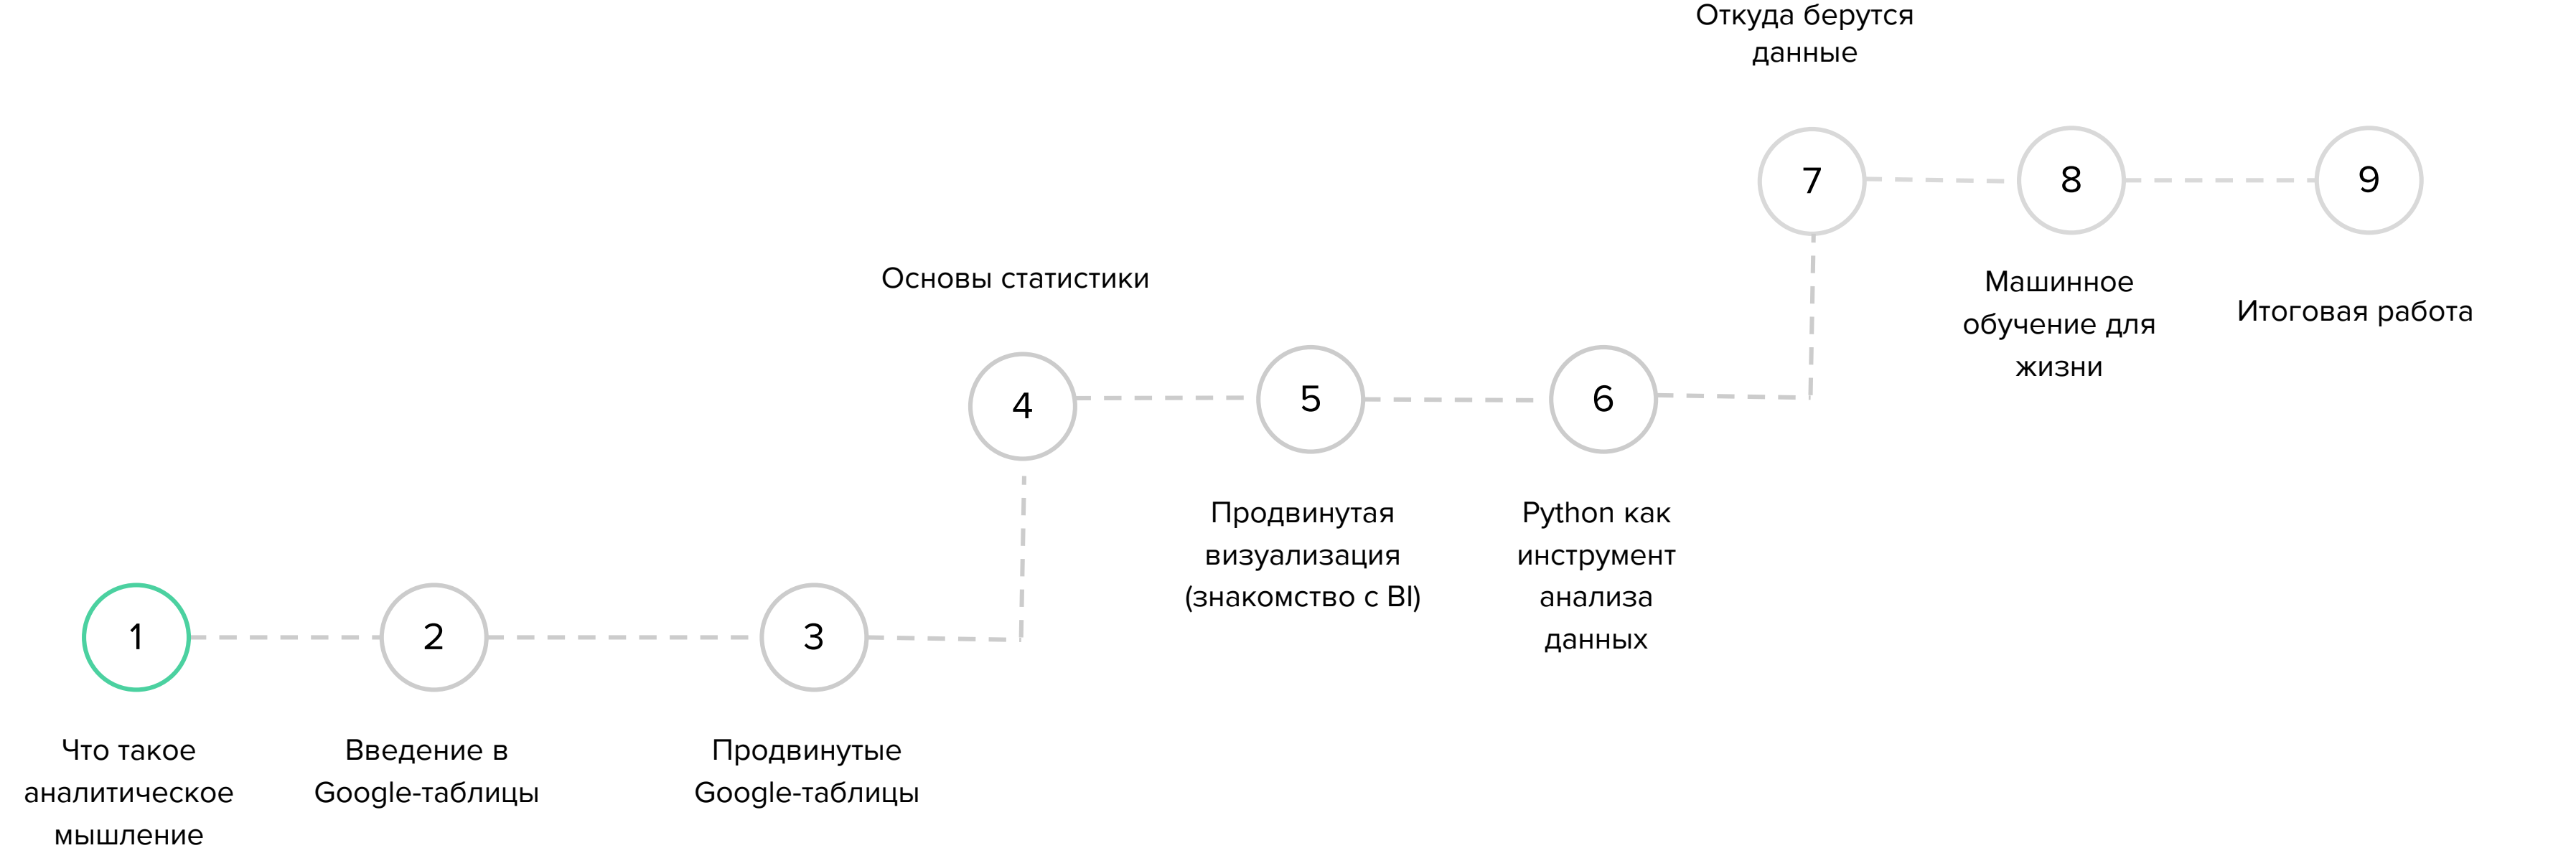 1
Что такое
аналитическое
мышление
2
Введение в
Google-таблицы
3
Продвинутые
Google-таблицы
Основы статистики
4
5
Продвинутая
визуализация
(знакомство с BI)
6
Python как
инструмент
анализа
данных
Откуда берутся
данные
7
8
Машинное
обучение для
жизни
9
Итоговая работа